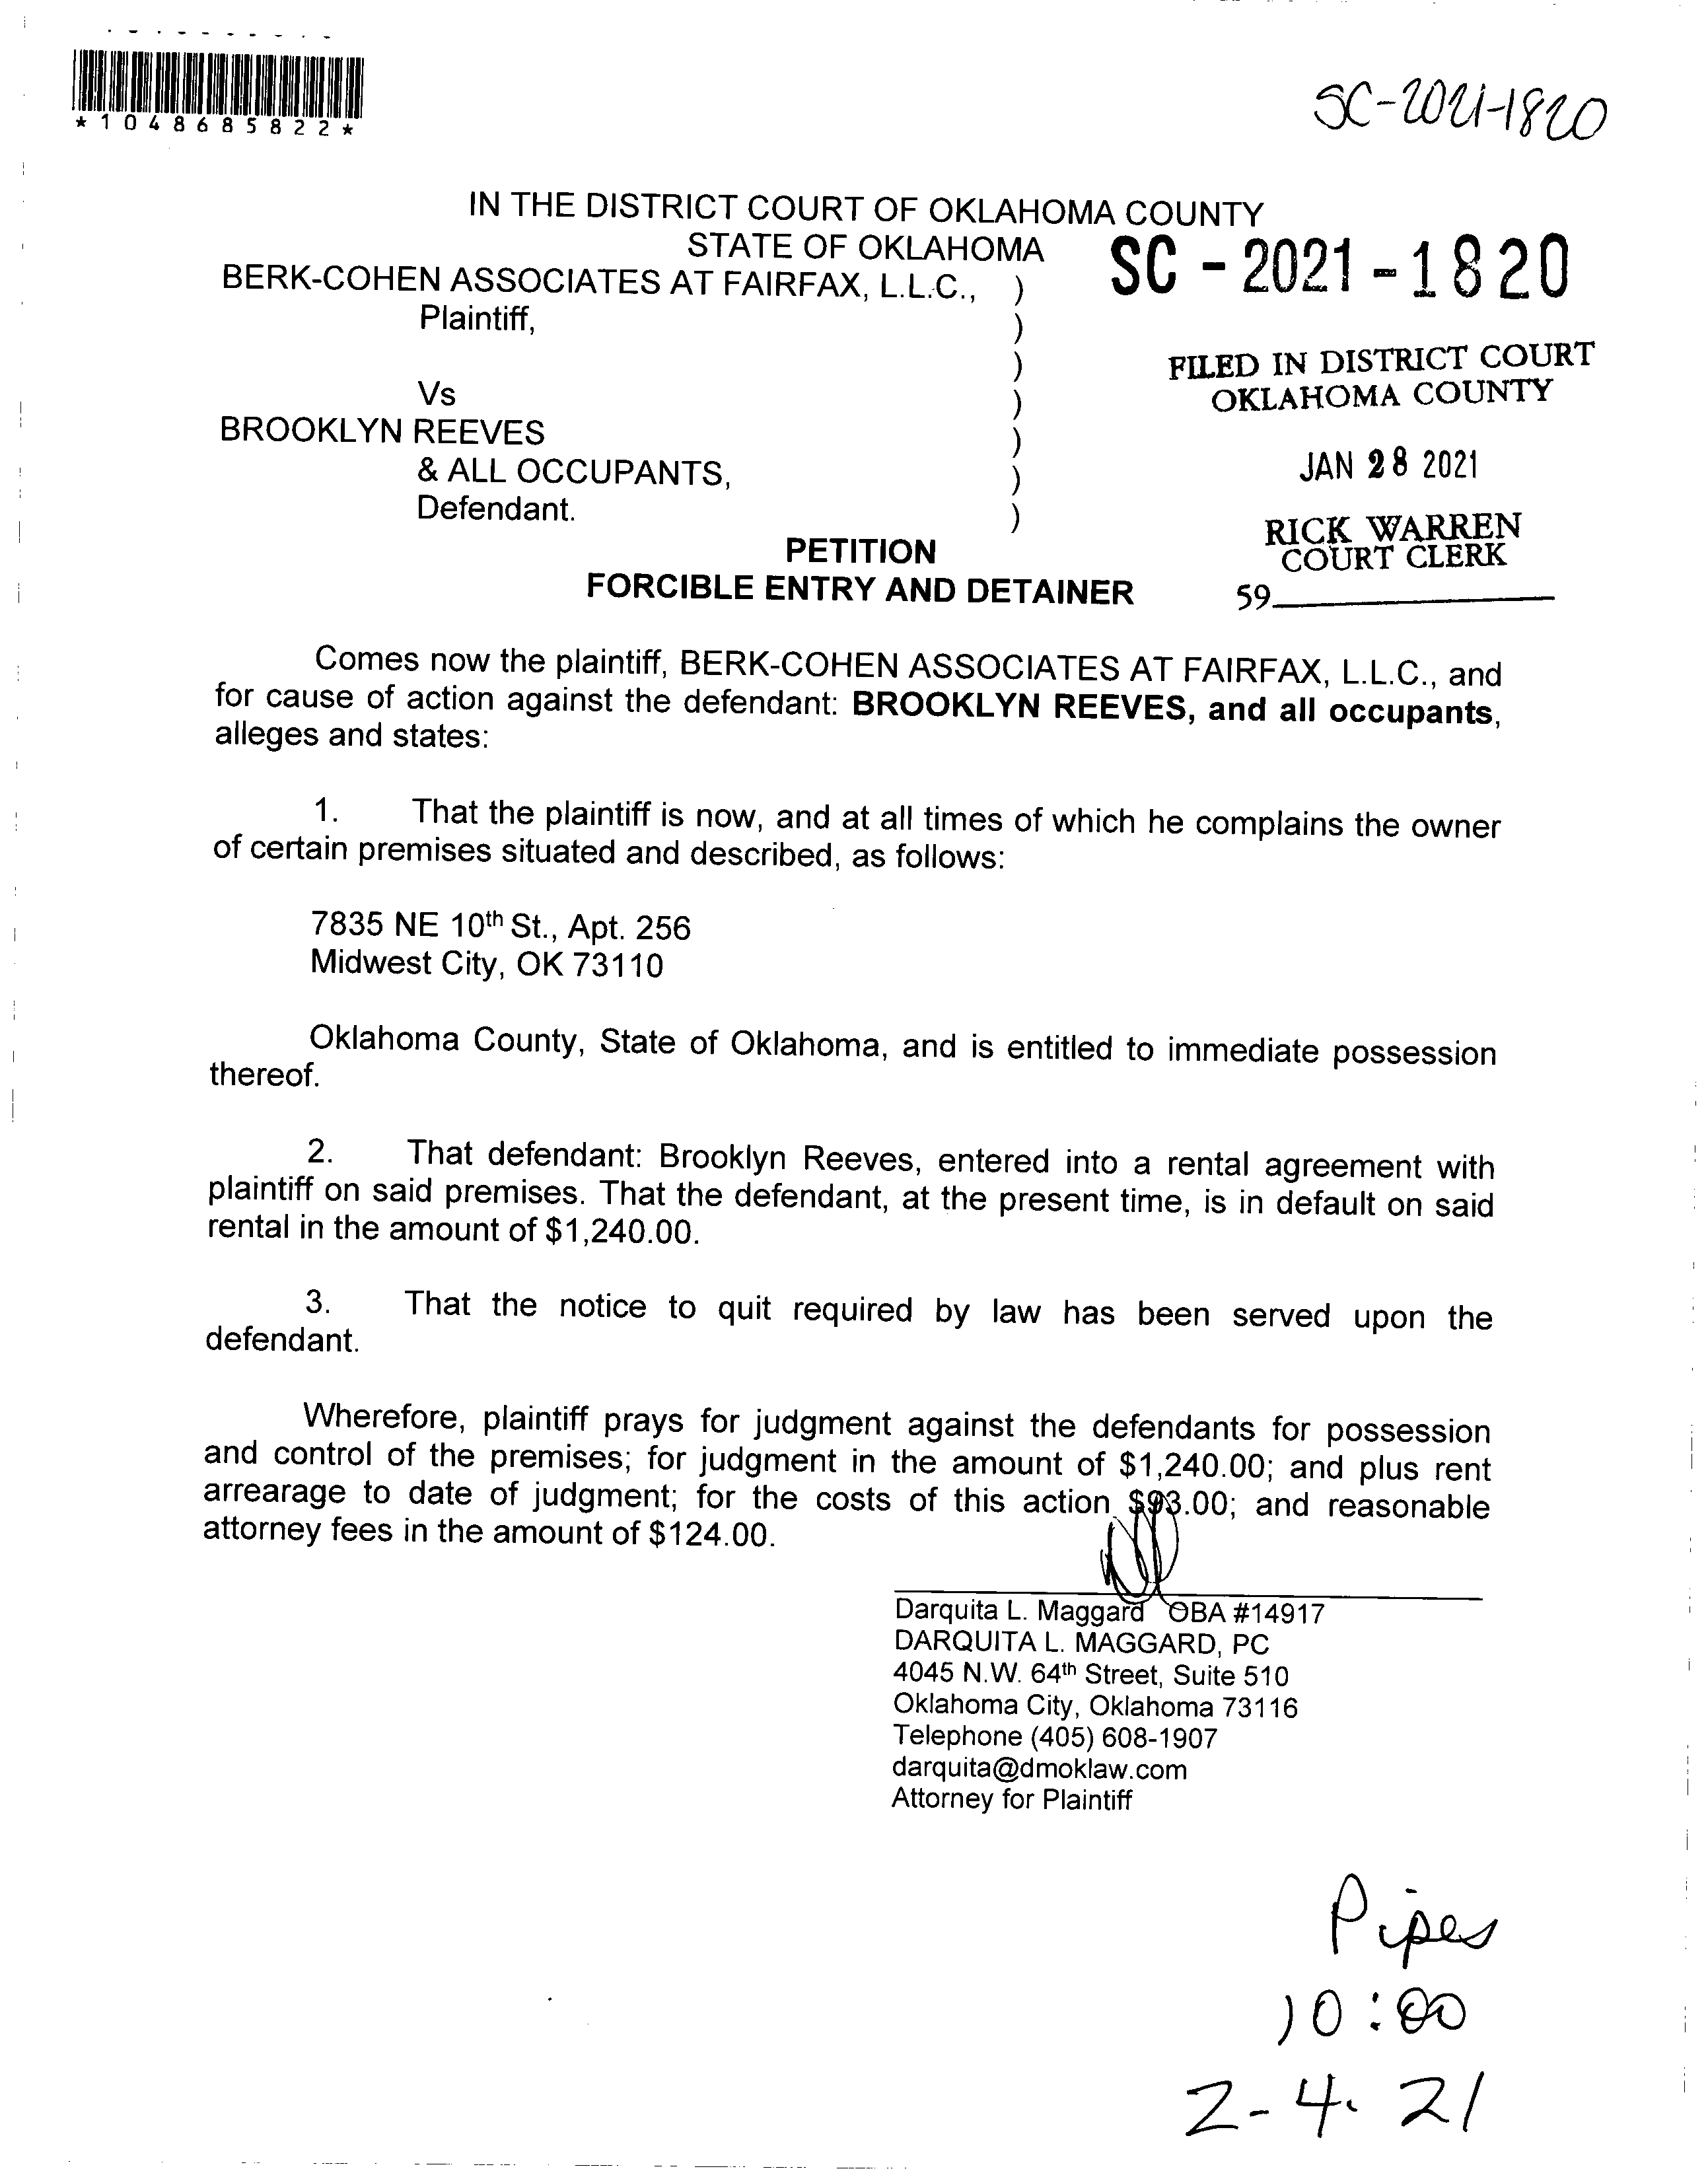 *1048685822*
SC-2021-1820
IN THE DISTRICT COURT OF OKLAHOMA COUNTY
STATE OF OKLAHOMA
SC - 2021 - 1820
BERK-COHEN ASSOCIATES AT FAIRFAX, L.L.C., )
Plaintiff, )
)
Vs )
BROOKLYN REEVES )
& ALL OCCUPANTS, )
Defendant. )
FILED IN DISTRICT COURT
OKLAHOMA COUNTY
JAN 28 2021
RICK WARREN
COURT CLERK
59
PETITION
FORCIBLE ENTRY AND DETAINER
Comes now the plaintiff, BERK-COHEN ASSOCIATES AT FAIRFAX, L.L.C., and
for cause of action against the defendant: BROOKLYN REEVES, and all occupants,
alleges and states:
1. That the plaintiff is now, and at all times of which he complains the owner
of certain premises situated and described, as follows:
7835 NE 10th St., Apt. 256
Midwest City, OK 73110
Oklahoma County, State of Oklahoma, and is entitled to immediate possession
thereof.
2. That defendant: Brooklyn Reeves, entered into a rental agreement with
plaintiff on said premises. That the defendant, at the present time, is in default on said
rental in the amount of $1,240.00.
3. That the notice to quit required by law has been served upon the
defendant.
Wherefore, plaintiff prays for judgment against the defendants for possession
and control of the premises; for judgment in the amount of $1,240.00; and plus rent
arrearage to date of judgment; for the costs of this action $93.00; and reasonable
attorney fees in the amount of $124.00.
Darquita L. Maggard OBA #14917
DARQUITA L. MAGGARD, PC
4045 N.W. 64th Street, Suite 510
Oklahoma City, Oklahoma 73116
Telephone (405) 608-1907
darquita@dmoklaw.com
Attorney for Plaintiff
Pipes
10:00
2-4. 21